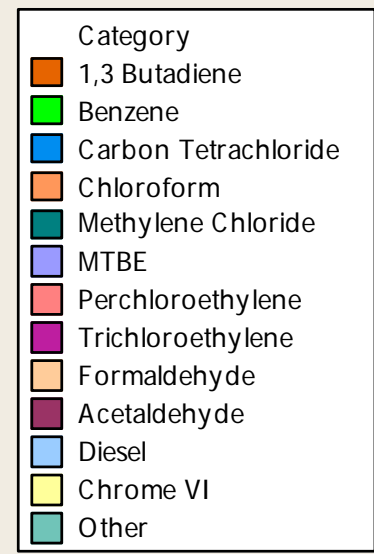 Category
1,3 Butadiene
Benzene
Carbon Tetrachloride
Chloroform
Methylene Chloride
MTBE
Perchloroethylene
Trichloroethylene
Formaldehyde
Acetaldehyde
Diesel
Chrome VI
Other